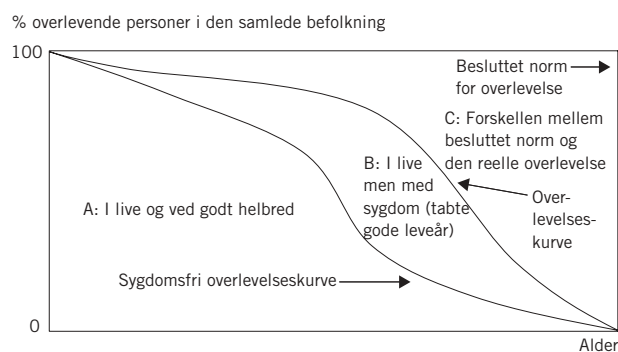 % overlevende personer i den samlede befolkning
100
Besluttet norm
for overlevelse
C: Forskellen mellem
besluttet norm og
den reelle overlevelse
B: I live
men med
sygdom (tabte
gode leveår)
Over-
levelses-
kurve
A: I live og ved godt helbred
Sygdomsfri overlevelseskurve
0
Alder